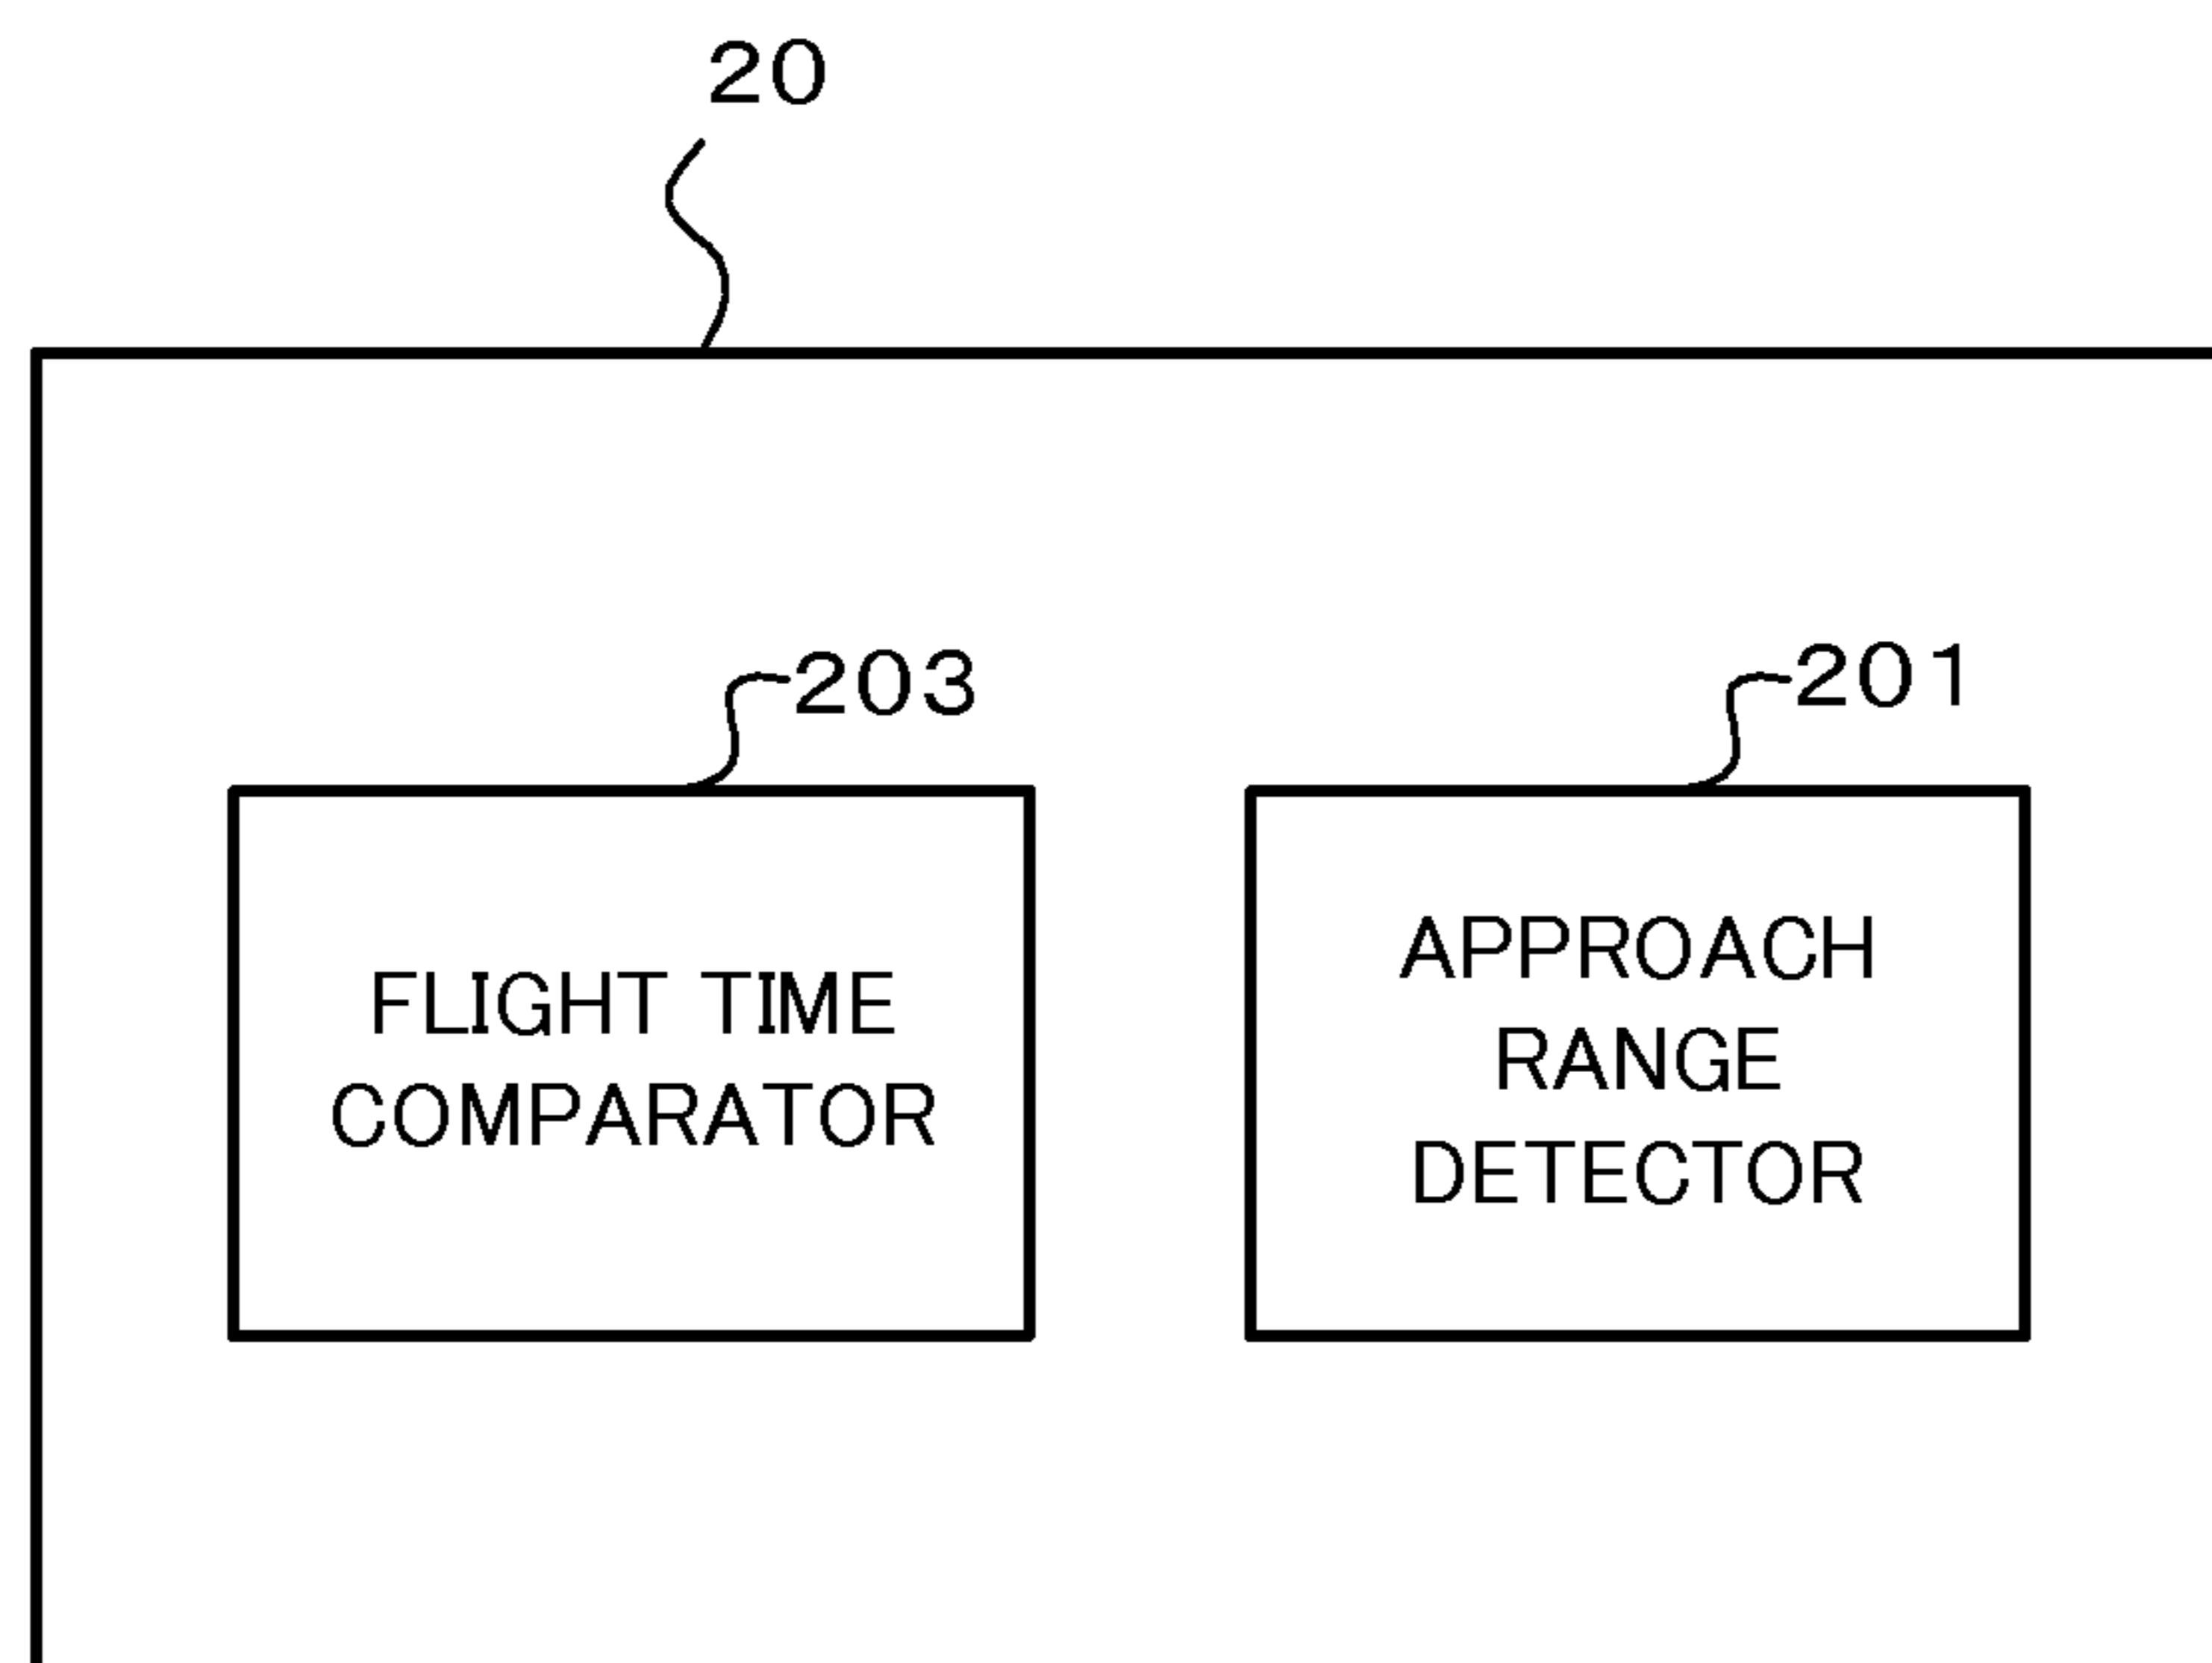 20
203
FLIGHT TIME
COMPARATOR
201
APPROACH
RANGE
DETECTOR